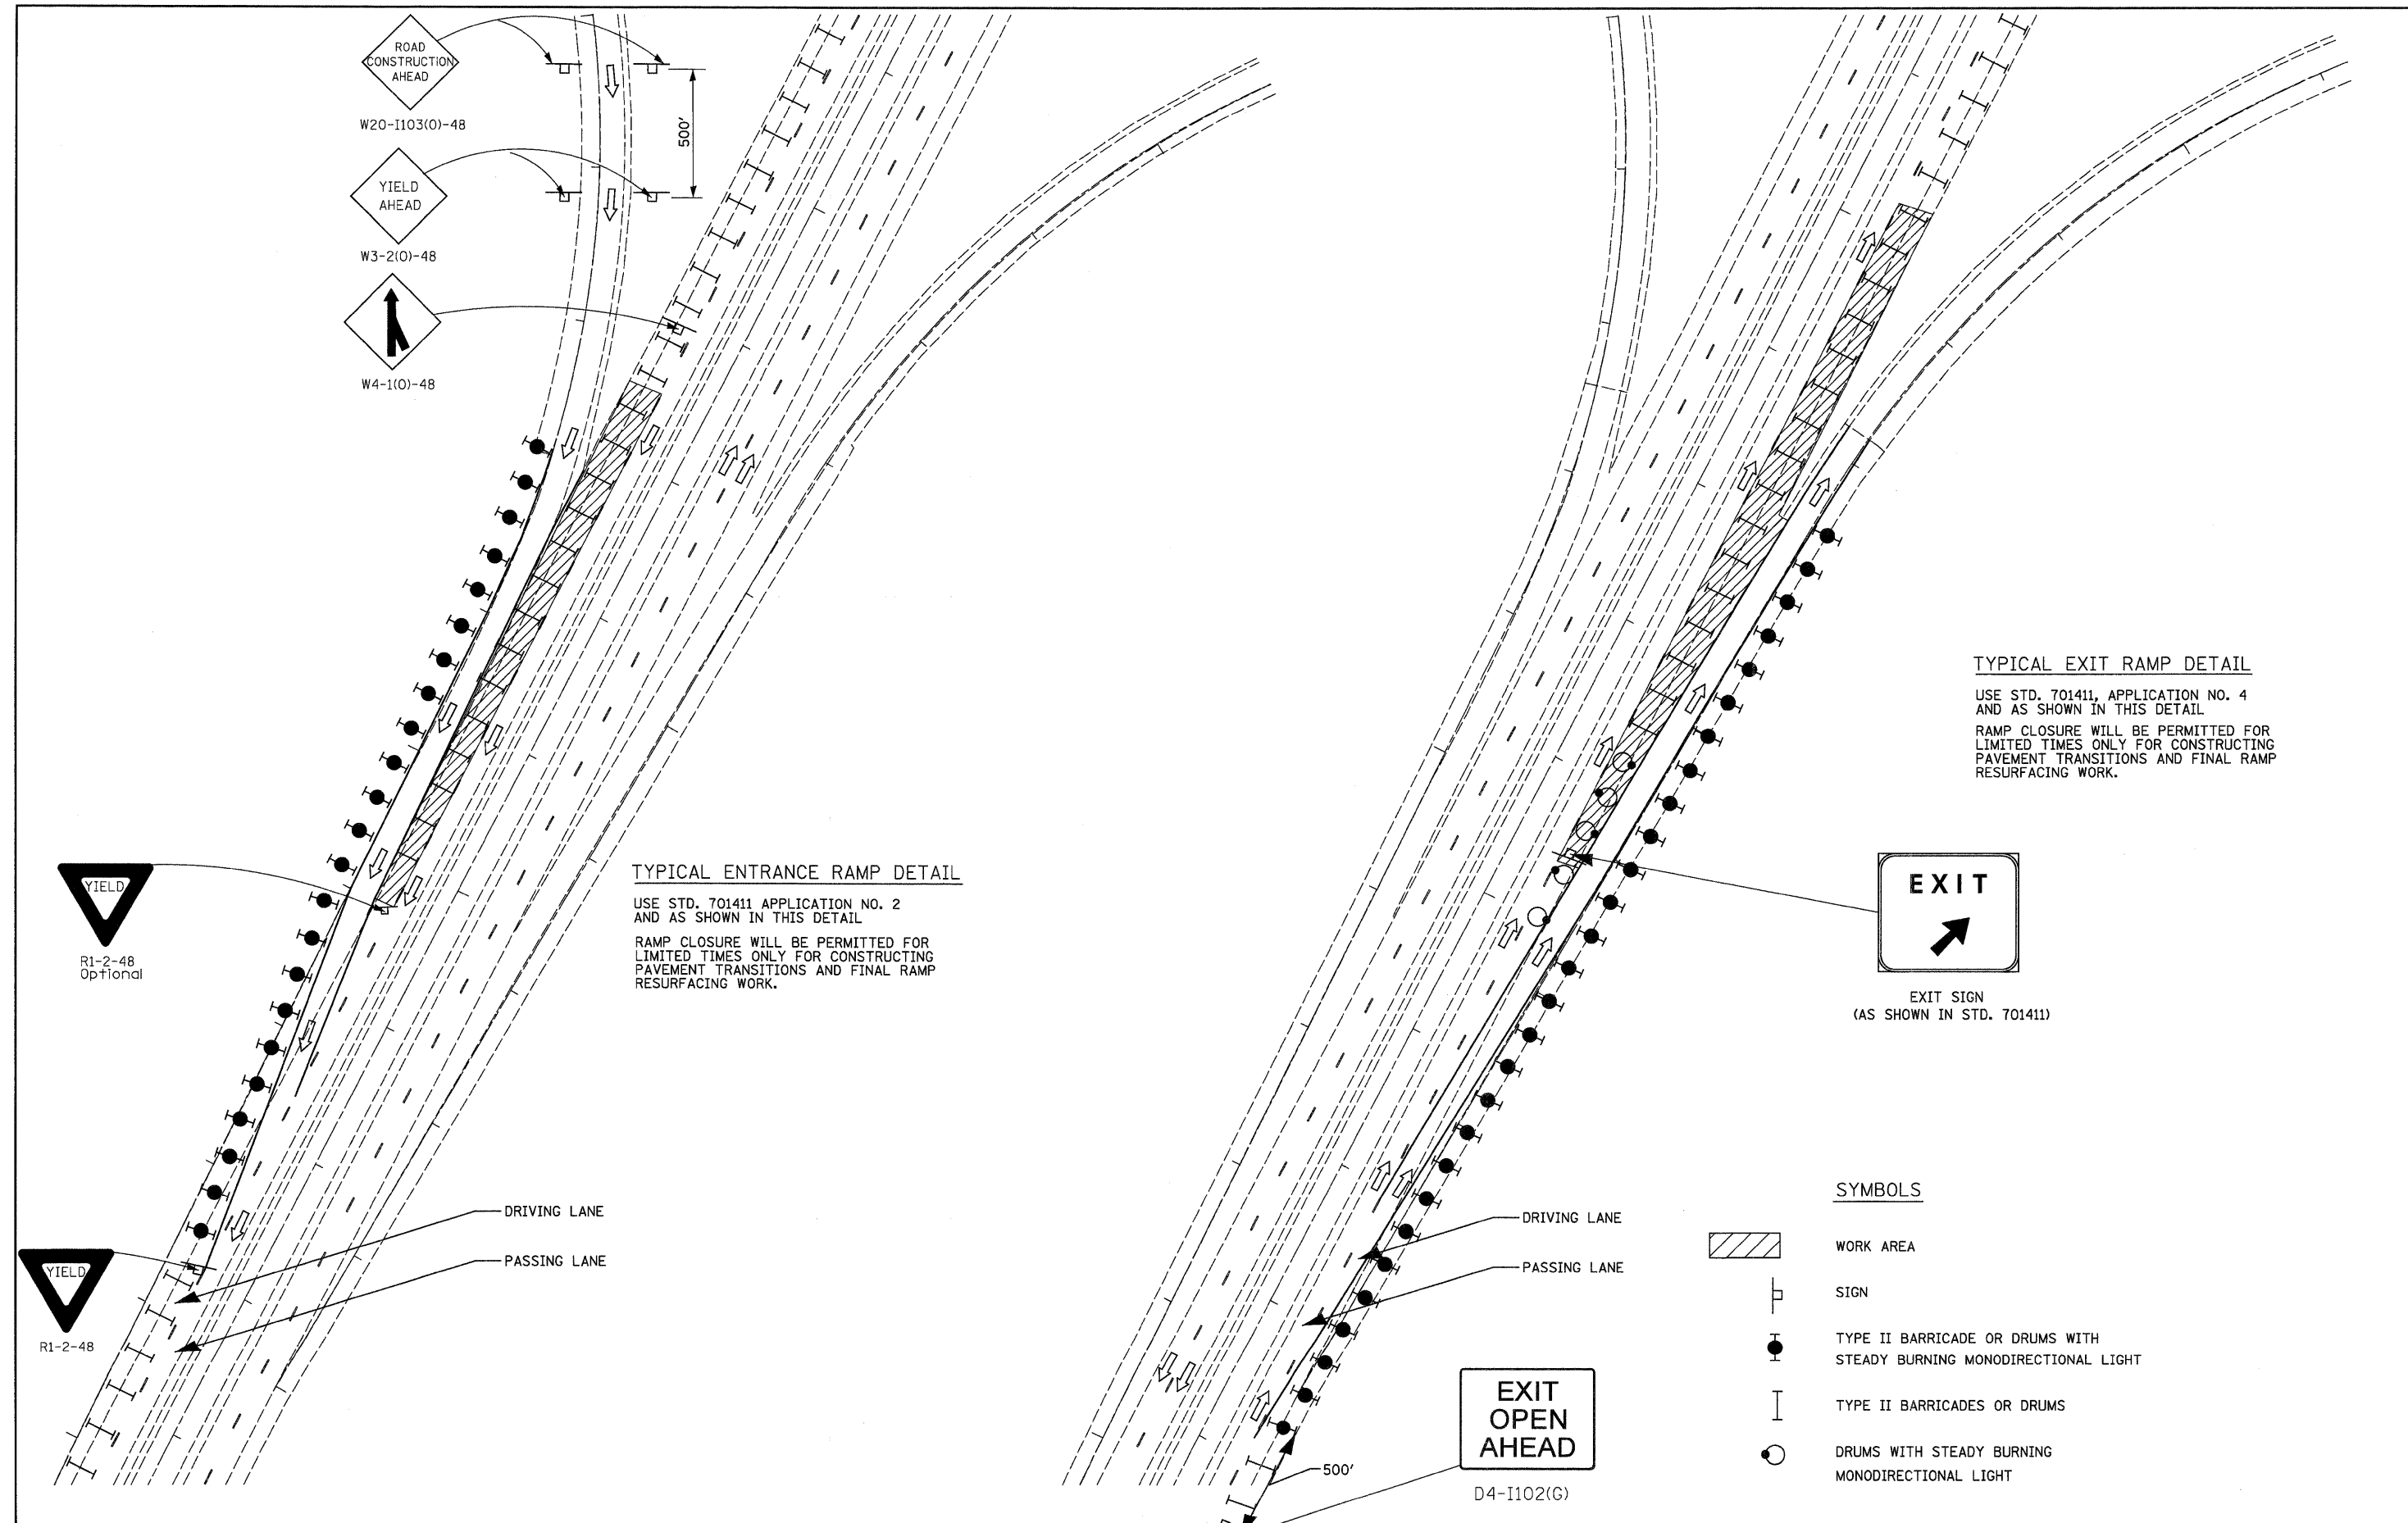 ROAD
CONSTRUCTION
AHEAD
W20-I103(O)-48
500'
YIELD
AHEAD
W3-2(O)-48
W4-1(O)-48
YIELD
R1-2-48
Optional
TYPICAL ENTRANCE RAMP DETAIL
USE STD. 701411 APPLICATION NO. 2
AND AS SHOWN IN THIS DETAIL
RAMP CLOSURE WILL BE PERMITTED FOR
LIMITED TIMES ONLY FOR CONSTRUCTING
PAVEMENT TRANSITIONS AND FINAL RAMP
RESURFACING WORK.
DRIVING LANE
PASSING LANE
YIELD
R1-2-48
TYPICAL EXIT RAMP DETAIL
USE STD. 701411, APPLICATION NO. 4
AND AS SHOWN IN THIS DETAIL
RAMP CLOSURE WILL BE PERMITTED FOR
LIMITED TIMES ONLY FOR CONSTRUCTING
PAVEMENT TRANSITIONS AND FINAL RAMP
RESURFACING WORK.
EXIT
EXIT SIGN
(AS SHOWN IN STD. 701411)
DRIVING LANE
PASSING LANE
EXIT
OPEN
AHEAD
D4-I102(G)
500'
SYMBOLS
WORK AREA
SIGN
TYPE II BARRICADE OR DRUMS WITH
STEADY BURNING MONODIRECTIONAL LIGHT
TYPE II BARRICADES OR DRUMS
DRUMS WITH STEADY BURNING
MONODIRECTIONAL LIGHT